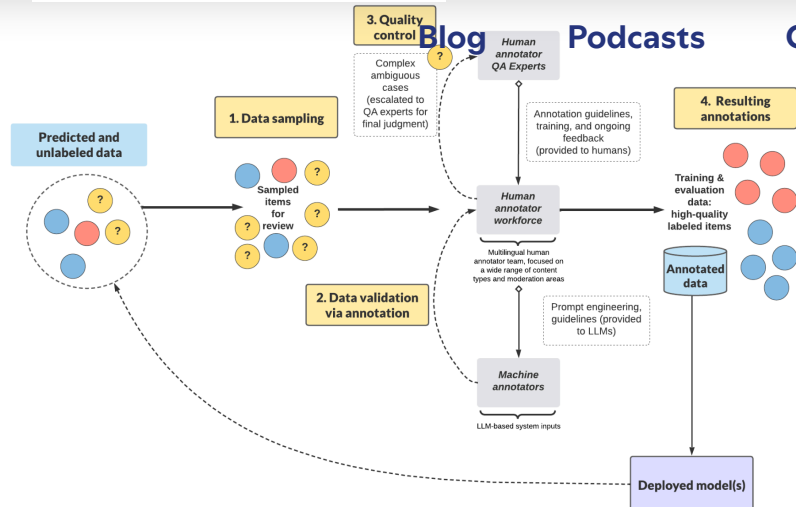 3. Quality
control
Blog
Podcasts
Human
annotator
QA Experts
?
Complex
ambiguous
cases
(escalated to
QA experts for
final judgment)
4. Resulting
annotations
1. Data sampling
Annotation guidelines,
training, and ongoing
feedback
(provided to humans)
Predicted and
unlabeled data
?
?
?
?
?
?
?
Sampled
items
for
review
Human
annotator
workforce
Training &
evaluation
data:
high-quality
labeled items
Multilingual human
annotator team, focused on
a wide range of content
types and moderation areas
Annotated
data
2. Data validation
via annotation
Prompt engineering,
guidelines (provided
to LLMs)
Machine
annotators
LLM-based system inputs
Deployed model(s)